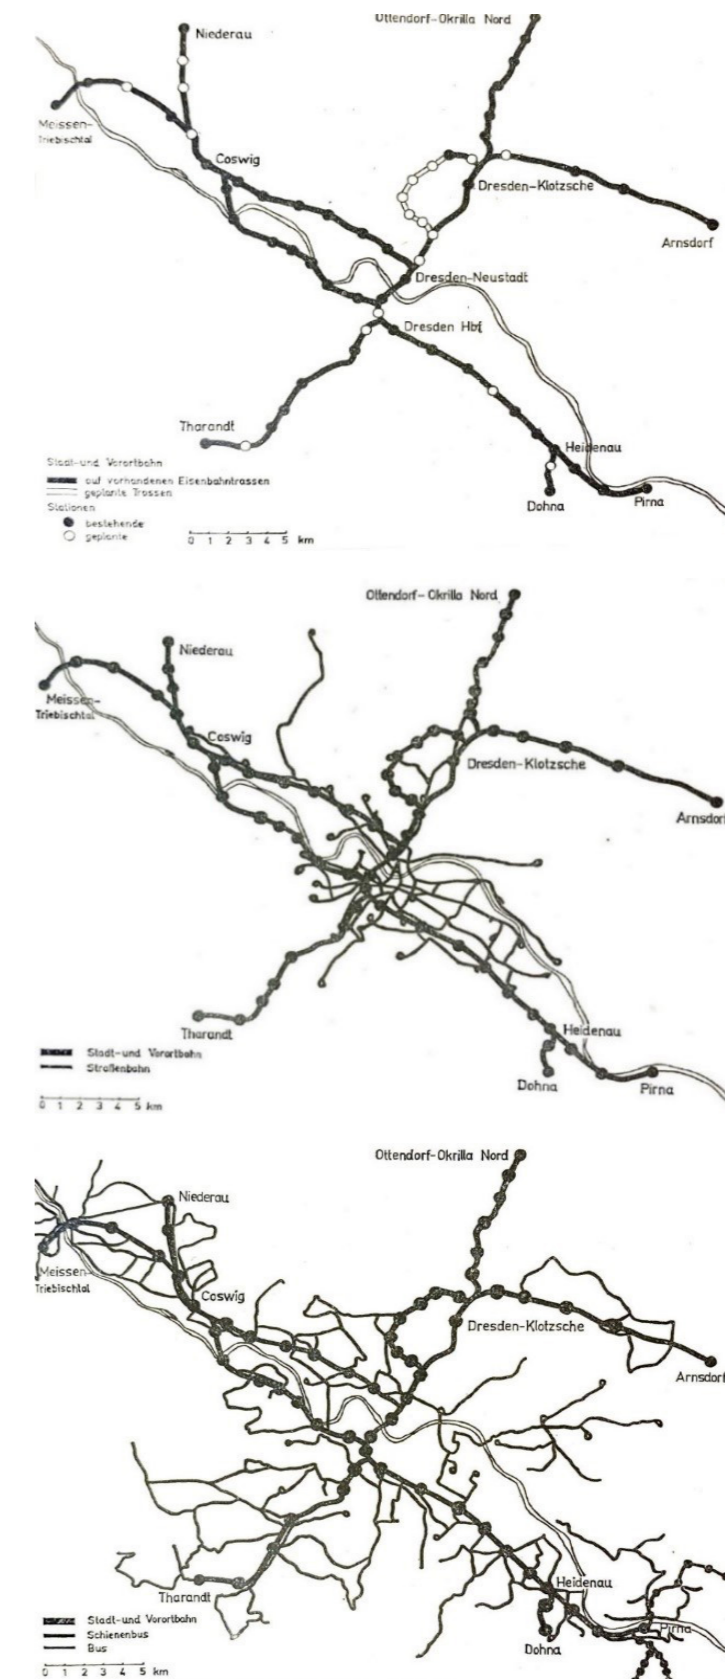 Ottendorf-Okrilla Nord
Niederau
Meissen-
Triebischtal
Coswig
Dresden-Klotzsche
Arnsdorf
Dresden-Neustadt
Dresden Hbf
Tharandt
Heidenau
Dohna
Pirna
Stadt-und Vorortbahn
auf vorhandenen Eisenbahntrassen
geplante Trassen
Stationen
bestehende
geplante
0 1 2 3 4 5 km
Ottendorf-Okrilla Nord
Niederau
Meissen-
Triebischtal
Coswig
Dresden-Klotzsche
Arnsdorf
Tharandt
Heidenau
Dohna
Pirna
Stadt-und Vorortbahn
Straßenbahn
0 1 2 3 4 5 km
Ottendorf-Okrilla Nord
Niederau
Meissen-
Triebischtal
Coswig
Dresden-Klotzsche
Arnsdorf
Tharandt
Heidenau
Dohna
Pirna
Stadt-und Vorortbahn
Schienenbus
Bus
0 1 2 3 4 5 km